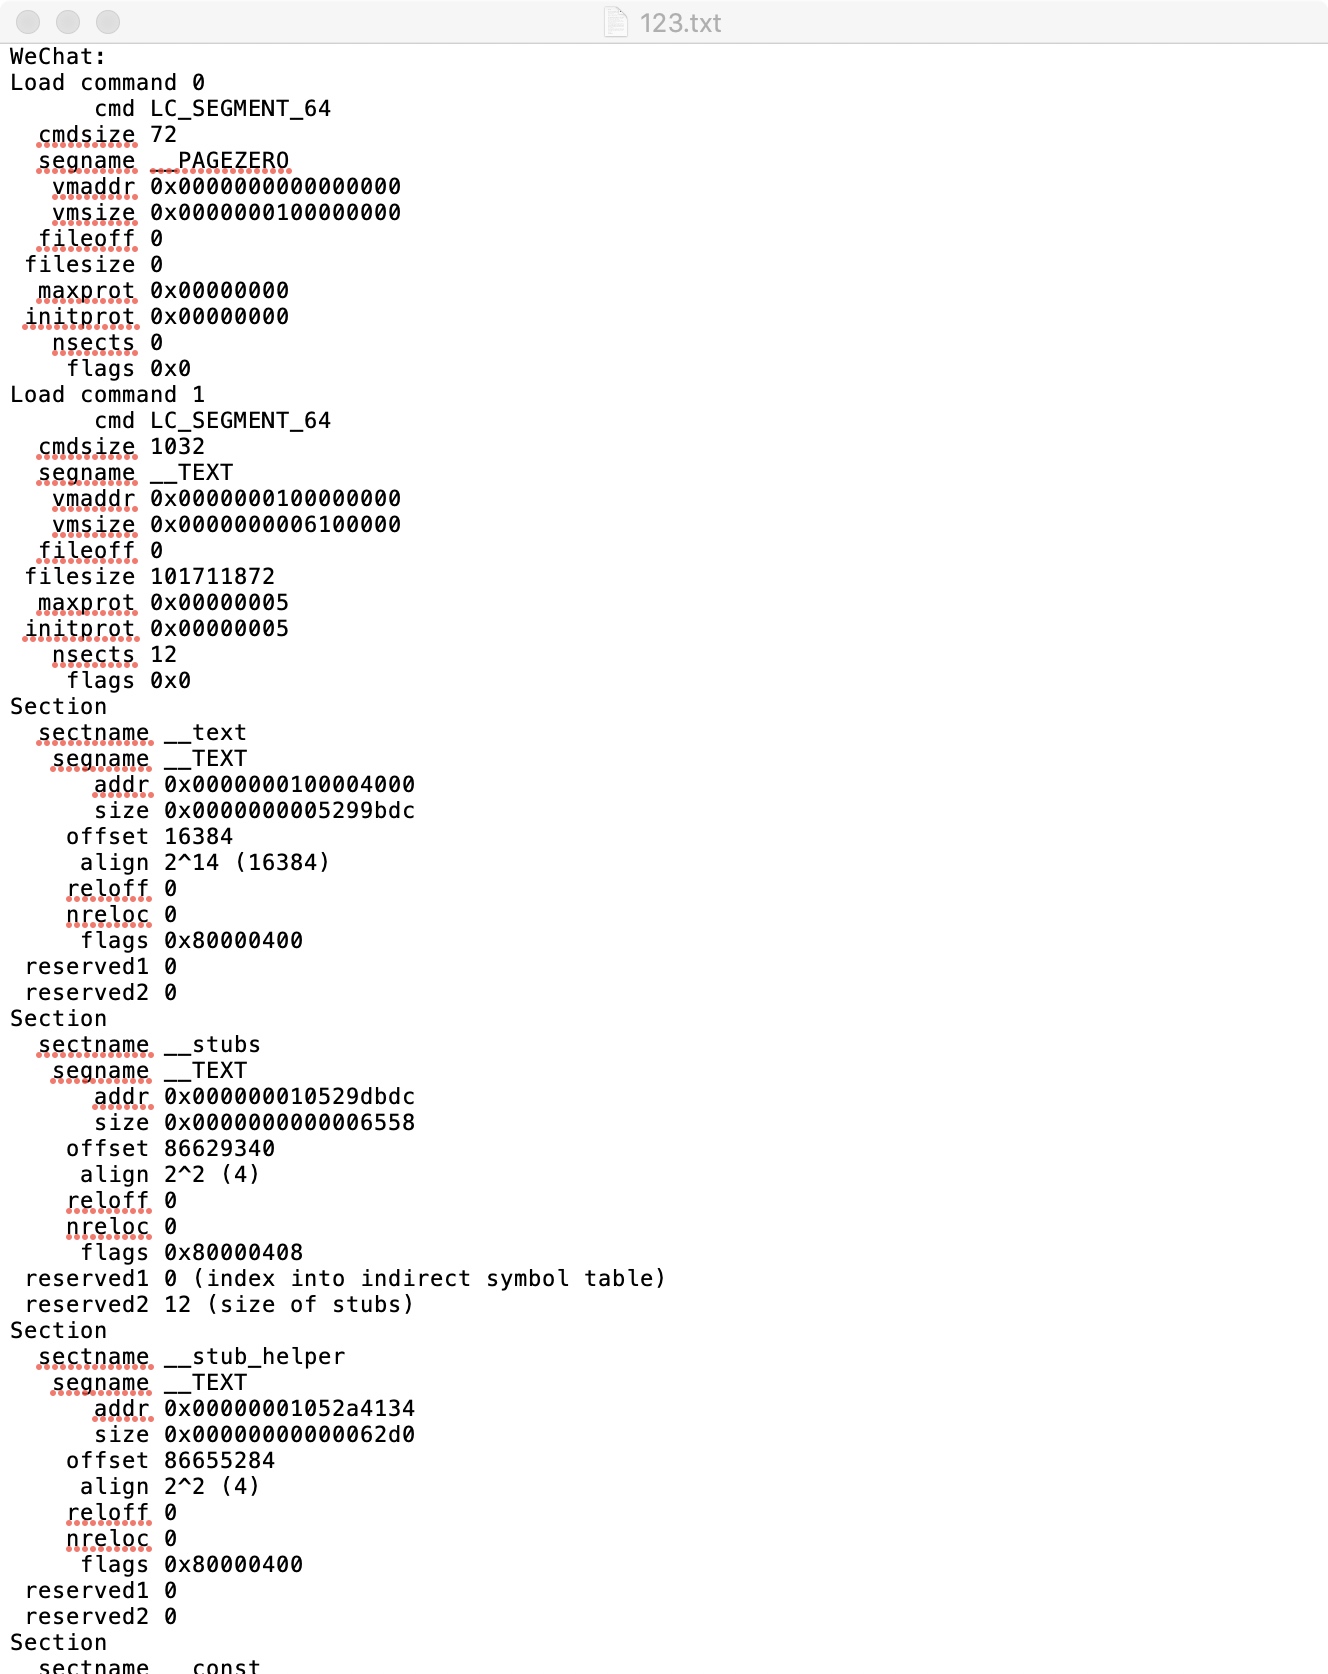 123.txt
WeChat:
Load command 0
cmd LC_SEGMENT_64
cmdsize 72
segname __PAGEZERO
vmaddr 0x0000000000000000
vmsize 0x0000000100000000
fileoff 0
filesize 0
maxprot 0x00000000
initprot 0x00000000
nsects 0
flags 0x0
Load command 1
cmd LC_SEGMENT_64
cmdsize 1032
segname __TEXT
vmaddr 0x0000000100000000
vmsize 0x0000000006100000
fileoff 0
filesize 101711872
maxprot 0x00000005
initprot 0x00000005
nsects 12
flags 0x0
Section
sectname __text
segname __TEXT
addr 0x0000000100004000
size 0x0000000005299bdc
offset 16384
align 2^14 (16384)
reloff 0
nreloc 0
flags 0x80000400
reserved1 0
reserved2 0
Section
sectname __stubs
segname __TEXT
addr 0x000000010529dbdc
size 0x0000000000006558
offset 86629340
align 2^2 (4)
reloff 0
nreloc 0
flags 0x80000408
reserved1 0 (index into indirect symbol table)
reserved2 12 (size of stubs)
Section
sectname __stub_helper
segname __TEXT
addr 0x00000001052a4134
size 0x00000000000062d0
offset 86655284
align 2^2 (4)
reloff 0
nreloc 0
flags 0x80000400
reserved1 0
reserved2 0
Section
sectname __const